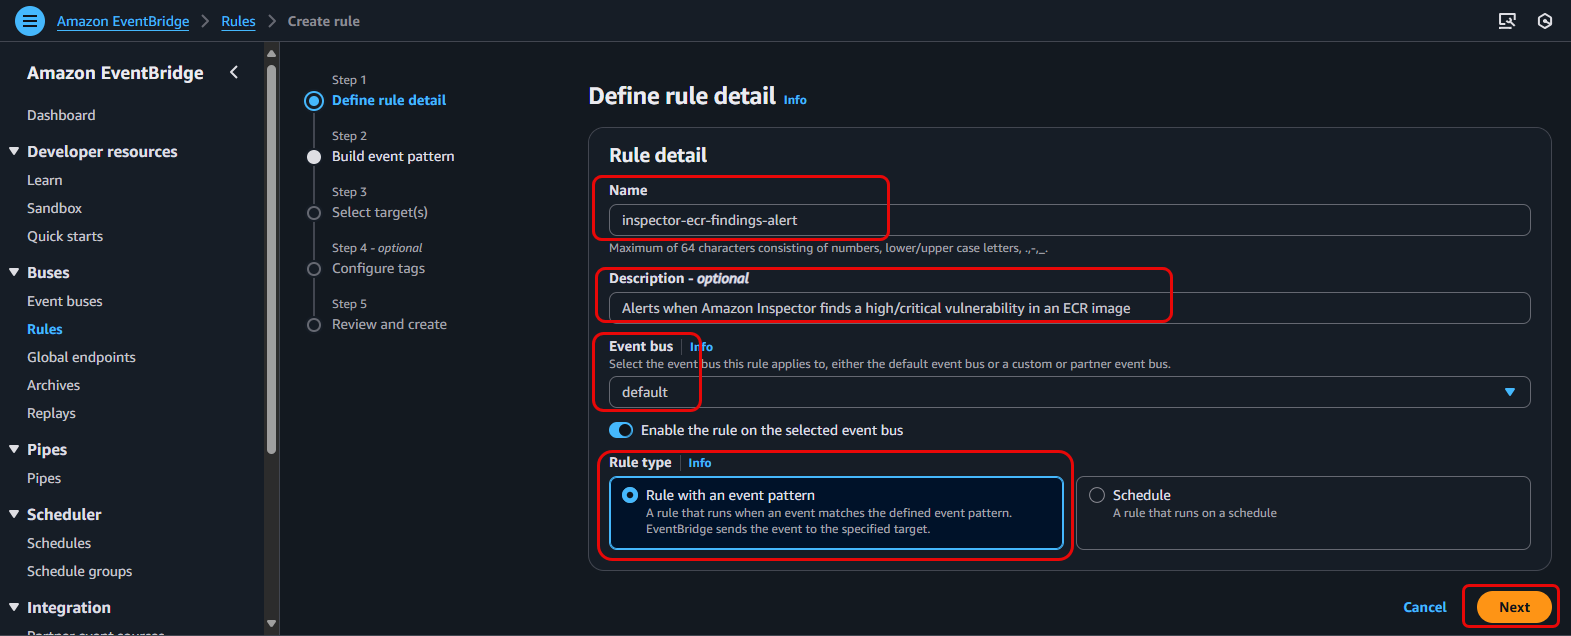 Amazon EventBridge > Rules > Create rule
Amazon EventBridge
Dashboard
Developer resources
Learn
Sandbox
Quick starts
Buses
Event buses
Rules
Global endpoints
Archives
Replays
Pipes
Pipes
Scheduler
Schedules
Schedule groups
Integration
Partner event sources
Step 1
Define rule detail
Step 2
Build event pattern
Step 3
Select target(s)
Step 4 - optional
Configure tags
Step 5
Review and create
Define rule detail Info
Rule detail
Name
inspector-ecr-findings-alert
Maximum of 64 characters consisting of numbers, lower/upper case letters, .,-,_.
Description - optional
Alerts when Amazon Inspector finds a high/critical vulnerability in an ECR image
Event bus Info
Select the event bus this rule applies to, either the default event bus or a custom or partner event bus.
default
Enable the rule on the selected event bus
Rule type Info
Rule with an event pattern
A rule that runs when an event matches the defined event pattern.
EventBridge sends the event to the specified target.
Schedule
A rule that runs on a schedule
Cancel
Next